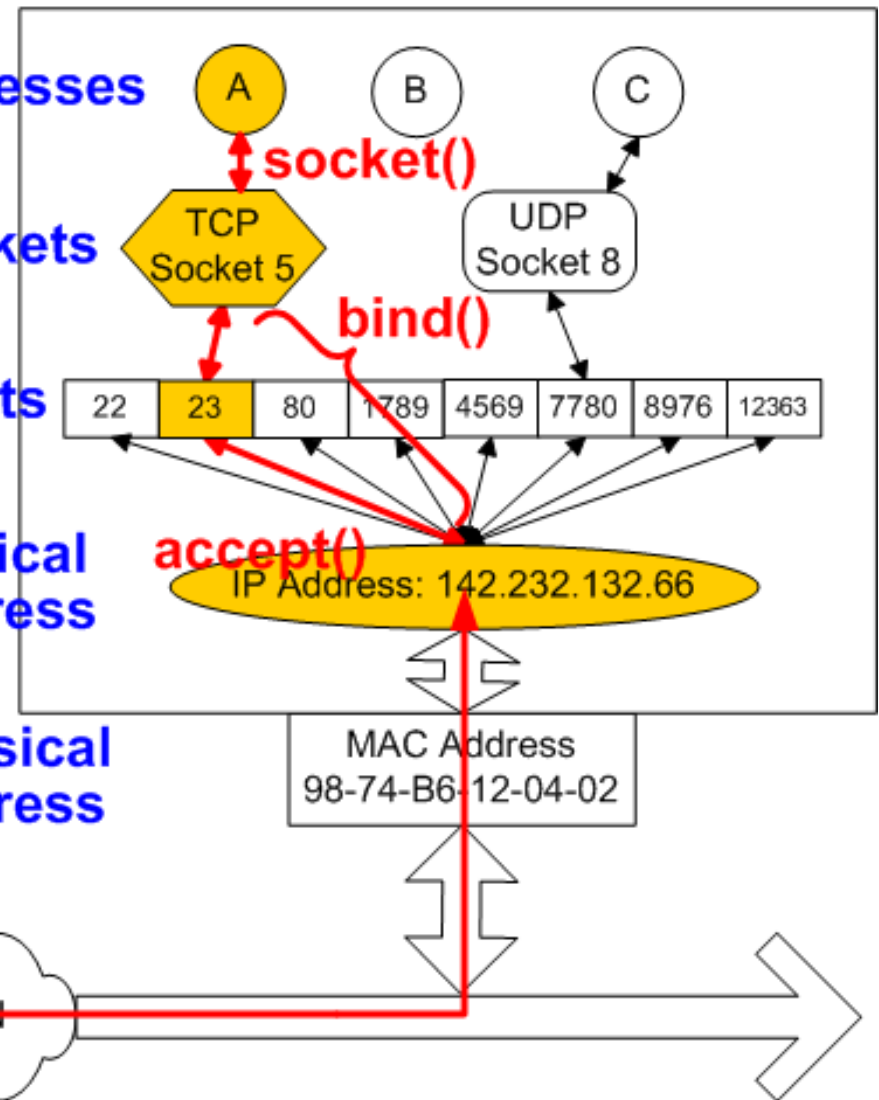 esses
A
B
C
socket()
kets
TCP
Socket 5
UDP
Socket 8
bind()
ts
22
23
80
1789
4569
7780
8976
12363
accept()
ical
ress
IP Address: 142.232.132.66
sical
ress
MAC Address
98-74-B6-12-04-02